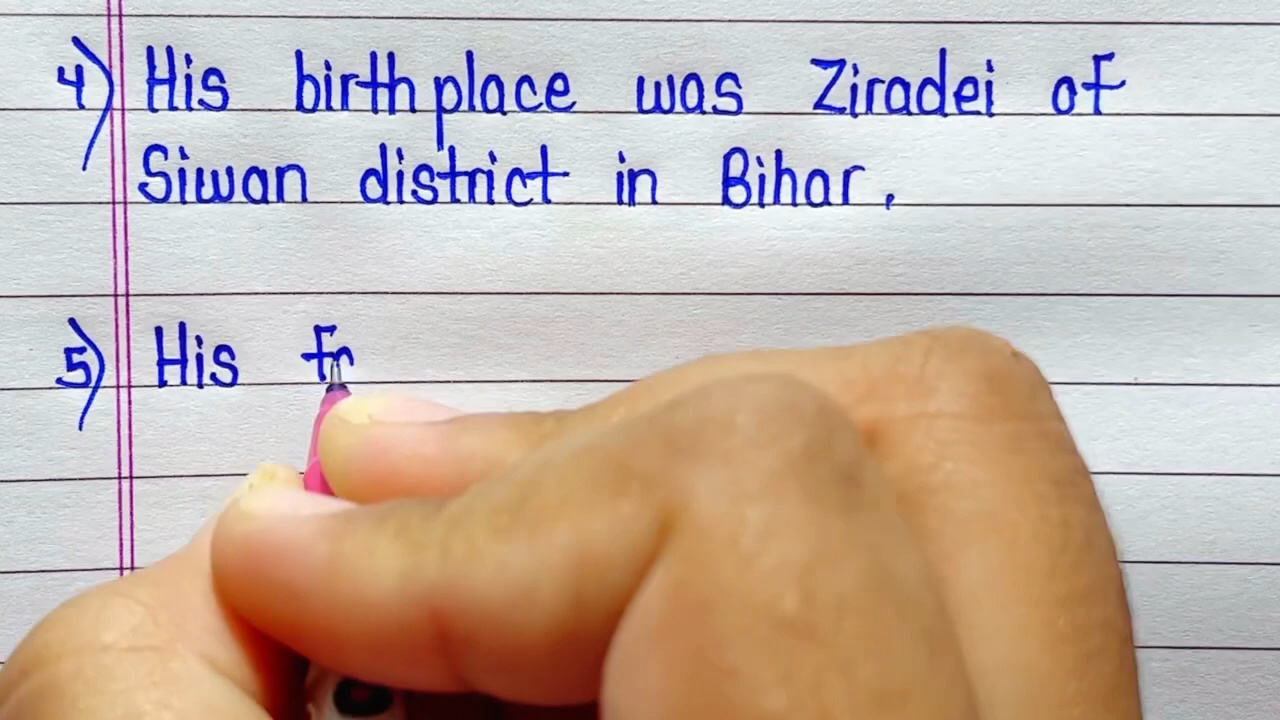 4) His birthplace was Ziradei of
Siwan district in Bihar.
5) His